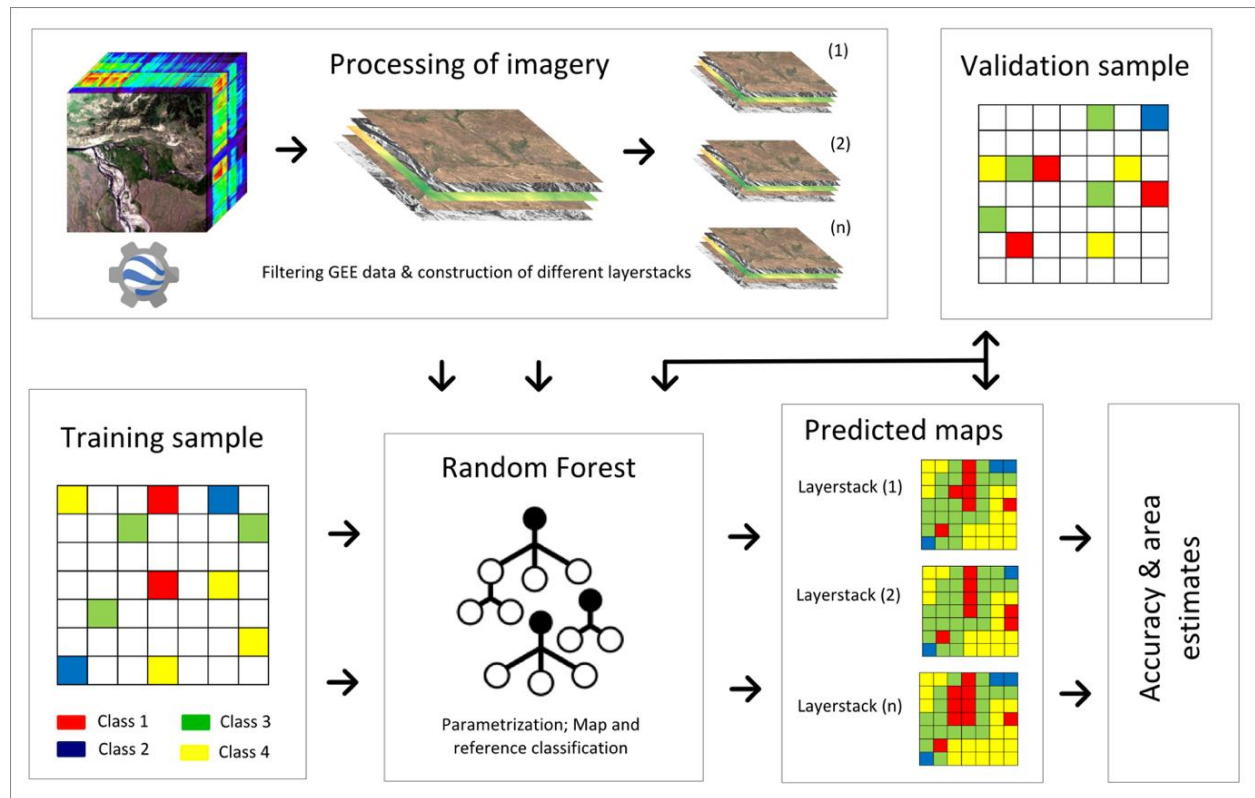 Processing of imagery
(1)
(2)
(n)
Filtering GEE data & construction of different layerstacks
Validation sample
Training sample
Class 1
Class 3
Class 2
Class 4
Random Forest
Parametrization; Map and
reference classification
Predicted maps
Layerstack (1)
Layerstack (2)
Layerstack (n)
Accuracy & area
estimates